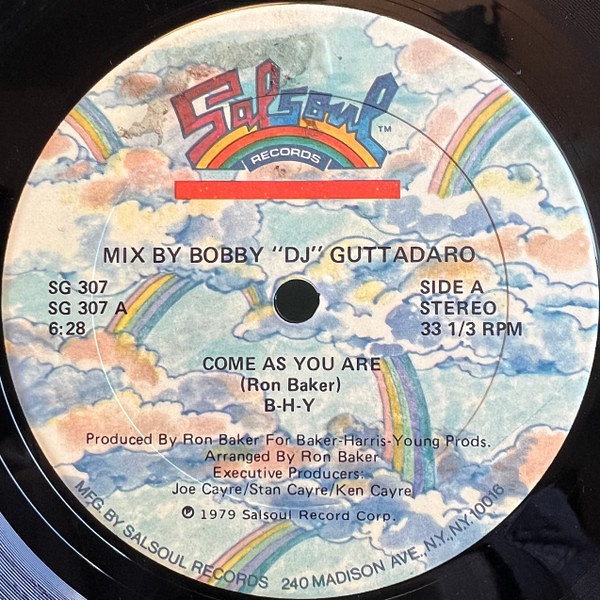 Salsoul ™
RECORDS
MIX BY BOBBY "DJ" GUTTADARO
SG 307
SG 307 A
6:28
SIDE A
STEREO
33 1/3 RPM
COME AS YOU ARE
(Ron Baker)
B-H-Y
Produced By Ron Baker For Baker-Harris-Young Prods.
Arranged By Ron Baker
Executive Producers:
Joe Cayre/Stan Cayre/Ken Cayre
℗ 1979 Salsoul Record Corp.
MFG. BY SALSOUL RECORDS 240 MADISON AVE., N.Y., N.Y. 10016